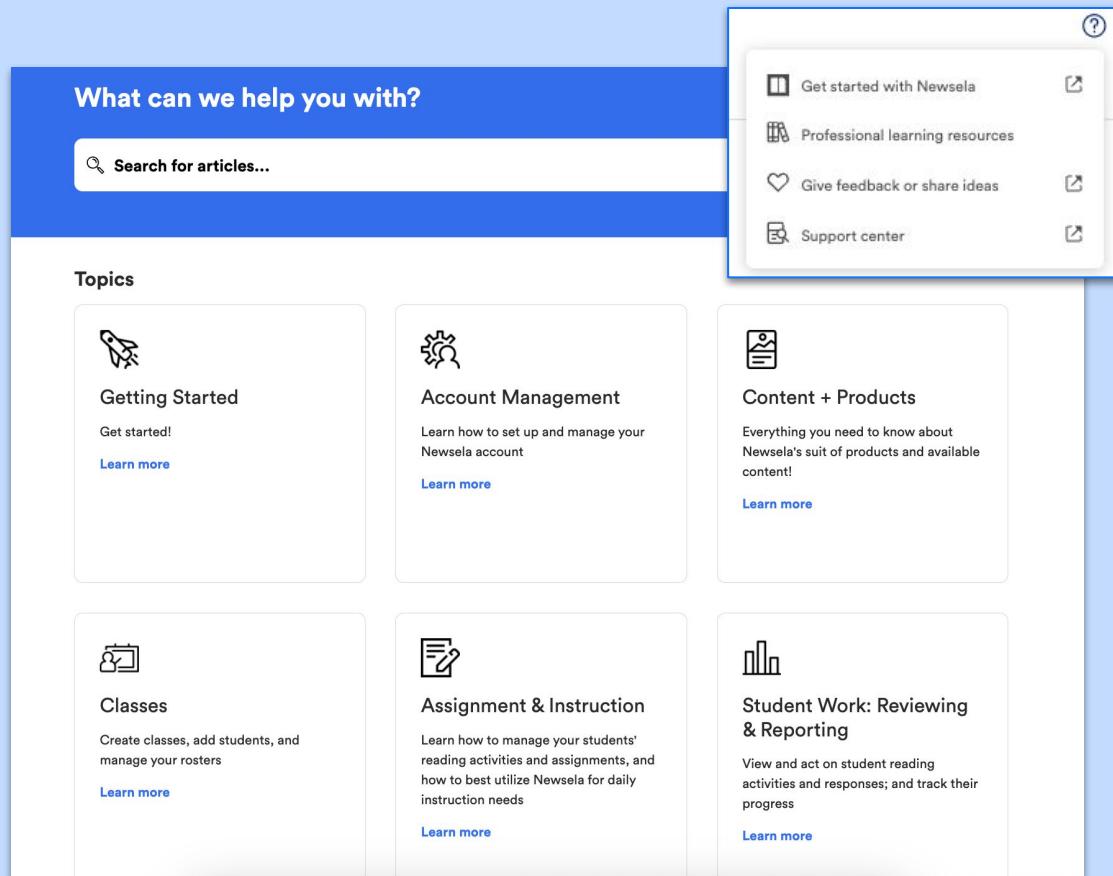 What can we help you with?
Search for articles...
?
Get started with Newsela
Professional learning resources
Give feedback or share ideas
Support center
Topics
Getting Started
Get started!
Learn more
Account Management
Learn how to set up and manage your
Newsela account
Learn more
Content + Products
Everything you need to know about
Newsela's suit of products and available
content!
Learn more
Classes
Create classes, add students, and
manage your rosters
Learn more
Assignment & Instruction
Learn how to manage your students'
reading activities and assignments, and
how to best utilize Newsela for daily
instruction needs
Learn more
Student Work: Reviewing
& Reporting
View and act on student reading
activities and responses; and track their
progress
Learn more